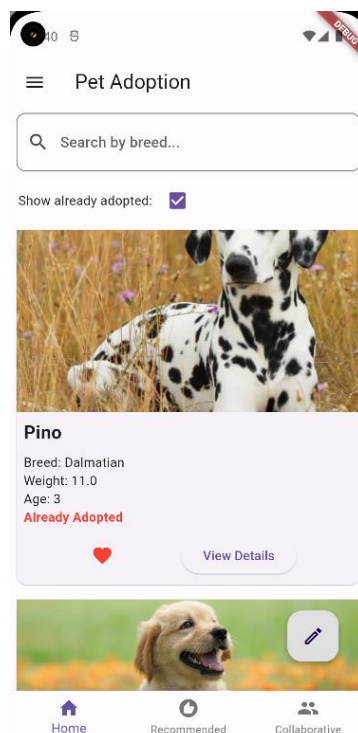 40
DEBUG
Pet Adoption
Search by breed...
Show already adopted:
Pino
Breed: Dalmatian
Weight: 11.0
Age: 3
Already Adopted
View Details
Home
Recommended
Collaborative